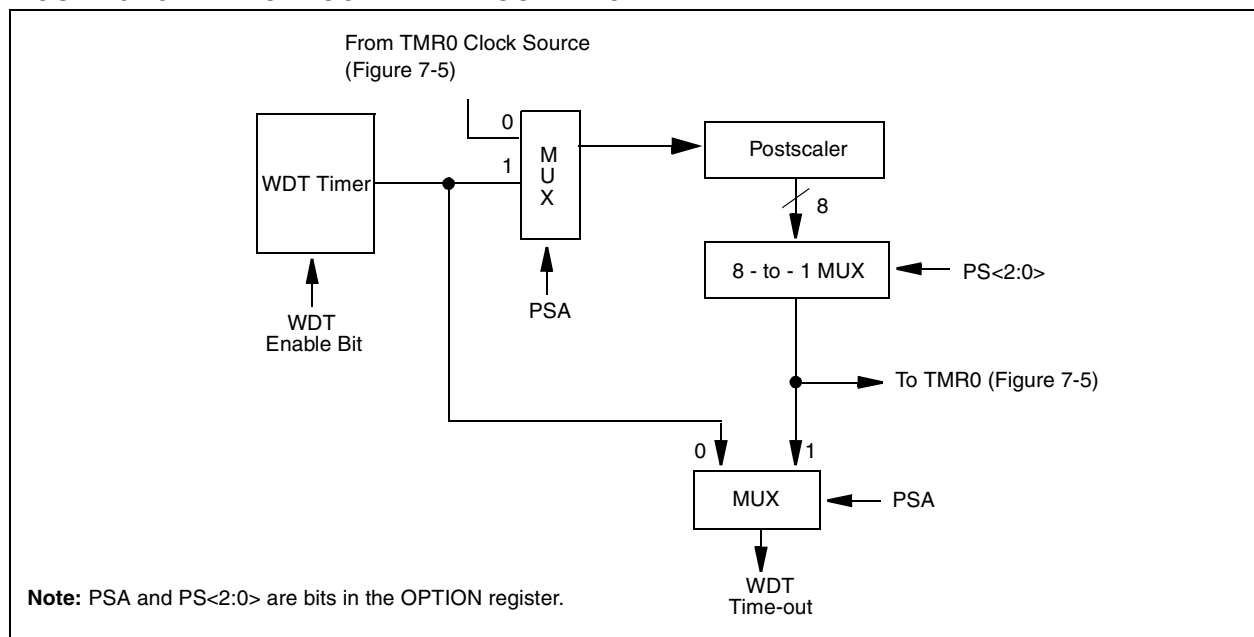 From TMR0 Clock Source
(Figure 7-5)
0
1
M
U
X
Postscaler
WDT Timer
8
8 - to - 1 MUX
PS<2:0>
PSA
WDT
Enable Bit
To TMR0 (Figure 7-5)
0
1
MUX
PSA
WDT
Time-out
Note: PSA and PS<2:0> are bits in the OPTION register.